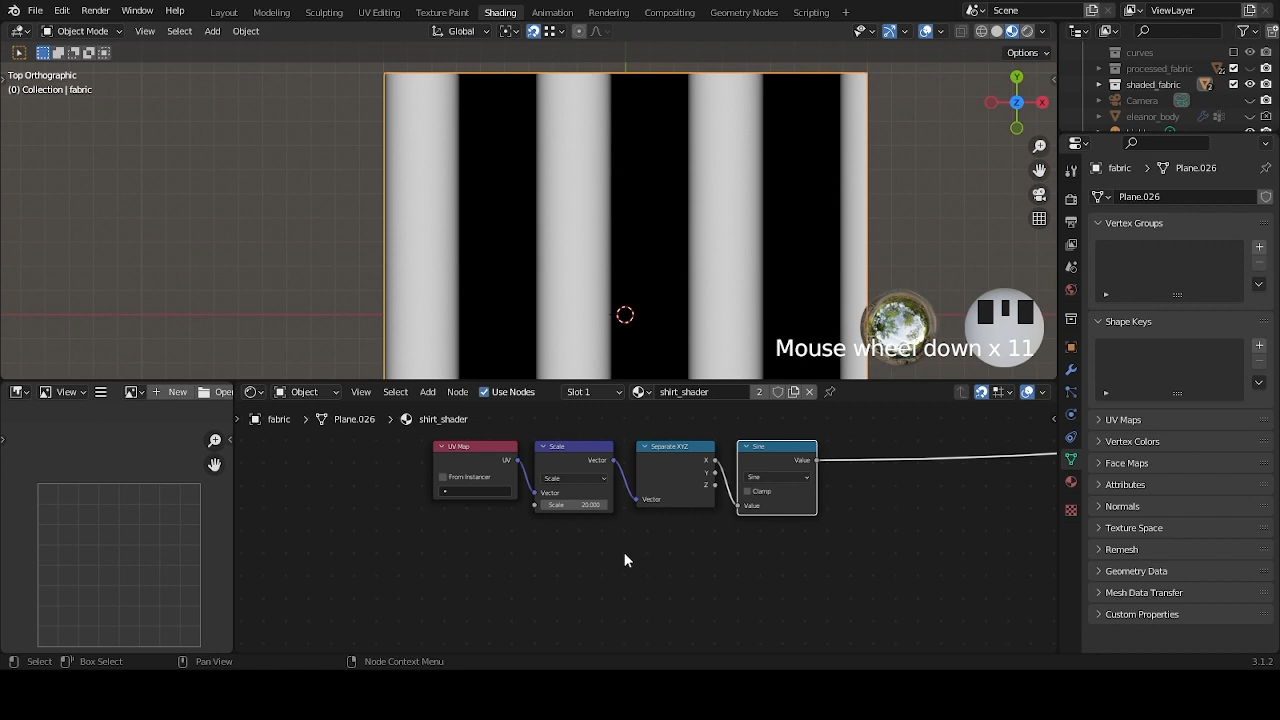 File Edit Render Window Help Layout Modeling Sculpting UV Editing Texture Paint Shading Animation Rendering Compositing Geometry Nodes Scripting + Scene ViewLayer
Object Mode View Select Add Object Global
Options
Top Orthographic
(0) Collection | fabric
Y
Z
X
curves
processed_fabric
shaded_fabric
Camera
eleanor_body
fabric Plane.026
Plane.026
Vertex Groups
Shape Keys
UV Maps
Vertex Colors
Face Maps
Attributes
Normals
Texture Space
Remesh
Geometry Data
Mesh Data Transfer
Custom Properties
Mouse wheel down x 11
View New Open Object View Select Add Node Use Nodes Slot 1 shirt_shader 2
fabric Plane.026 shirt_shader
UV Map
UV
From Instancer
Scale
Vector
Scale
Vector
Scale 20.000
Separate XYZ
X
Y
Z
Vector
Sine
Value
Sine
Clamp
Value
Select Box Select Pan View Node Context Menu 3.1.2